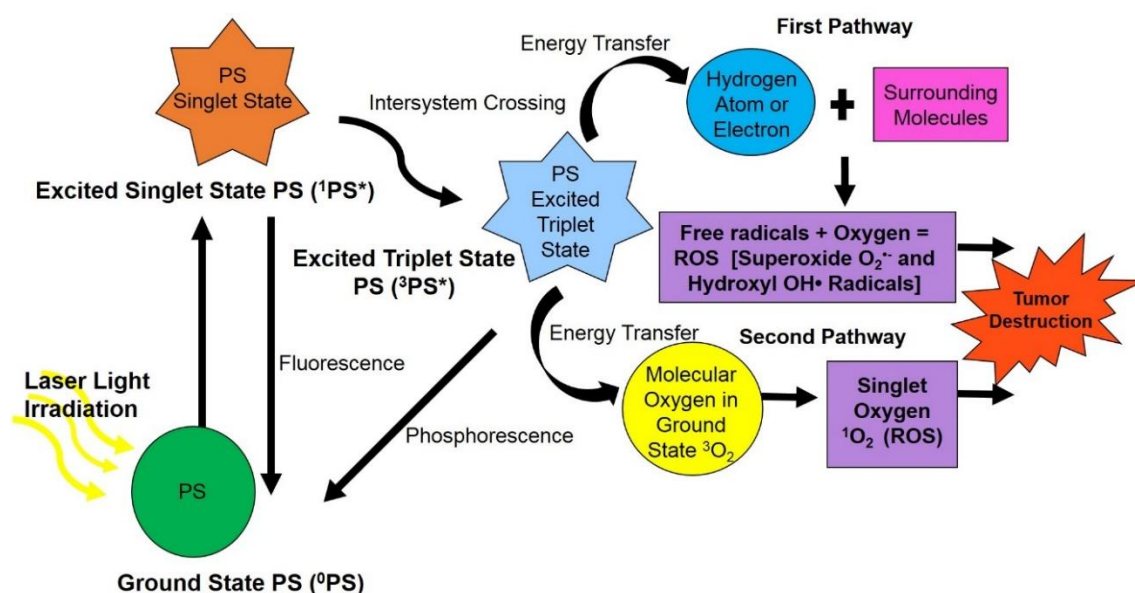 PS
Singlet State
Excited Singlet State PS (¹PS*)
Intersystem Crossing
Energy Transfer
First Pathway
Hydrogen
Atom or
Electron
Surrounding
Molecules
PS
Excited
Triplet
State
Excited Triplet State
PS (³PS*)
Free radicals + Oxygen =
ROS [Superoxide O₂•⁻ and
Hydroxyl OH• Radicals]
Tumor
Destruction
Energy Transfer
Second Pathway
Molecular
Oxygen in
Ground
State ³O₂
Singlet
Oxygen
¹O₂ (ROS)
Fluorescence
Phosphorescence
Laser Light
Irradiation
PS
Ground State PS (⁰PS)